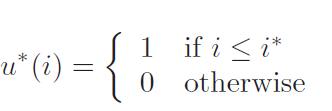 u*(i) = { 1 if i ≤ i*
0 otherwise